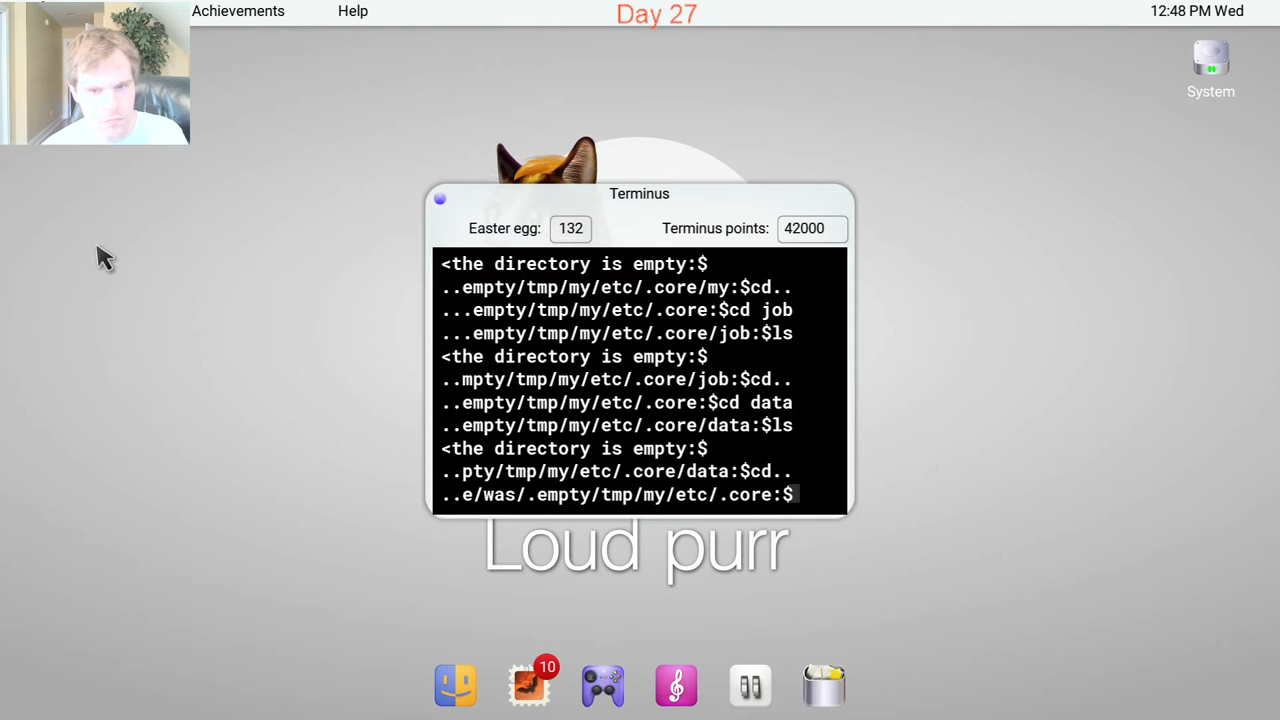 Achievements Help Day 27 12:48 PM Wed
System
Terminus
Easter egg: 132 Terminus points: 42000
<the directory is empty:$
..empty/tmp/my/etc/.core/my:$cd..
...empty/tmp/my/etc/.core:$cd job
...empty/tmp/my/etc/.core/job:$ls
<the directory is empty:$
..mpty/tmp/my/etc/.core/job:$cd..
..empty/tmp/my/etc/.core:$cd data
..empty/tmp/my/etc/.core/data:$ls
<the directory is empty:$
..pty/tmp/my/etc/.core/data:$cd..
..e/was/.empty/tmp/my/etc/.core:$
Loud purr
10